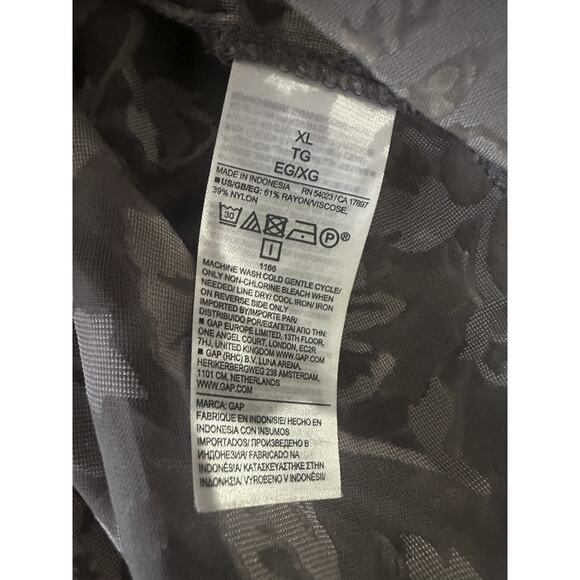 XL
TG
EG/XG
MADE IN INDONESIA RN 54023 / CA 17897
■ US/GB/EG: 61% RAYON/VISCOSE,
39% NYLON
30 P®
I
1166
MACHINE WASH COLD GENTLE CYCLE/
ONLY NON-CHLORINE BLEACH WHEN
NEEDED/ LINE DRY/ COOL IRON/ IRON
ON REVERSE SIDE ONLY
IMPORTED BY/IMPORTE PAR/
DISTRIBUIDO POR/ΕΙΣΑΓΕΤΑΙ ΑΠΟ ΤΗΝ:
■ GAP EUROPE LIMITED, 13TH FLOOR,
ONE ANGEL COURT, LONDON, EC2R
7HJ, UNITED KINGDOM WWW.GAP.COM
■ GAP (RHC) B.V. LUNA ARENA,
HERIKERBERGWEG 238 AMSTERDAM,
1101 CM, NETHERLANDS
WWW.GAP.COM
MARCA: GAP
FABRIQUE EN INDONISIE/ HECHO EN
INDONESIA CON INSUMOS
IMPORTADOS/ ПРОИЗВЕДЕНО В
ИНДОНЕЗИЯ/ FABRICADO NA
INDONÉSIA/ ΚΑΤΑΣΚΕΥΑΣΤΗΚΕ ΣΤΗΝ
ΙΝΔΟΝΗΣΙΑ/ VYROBENO V INDONÉSII